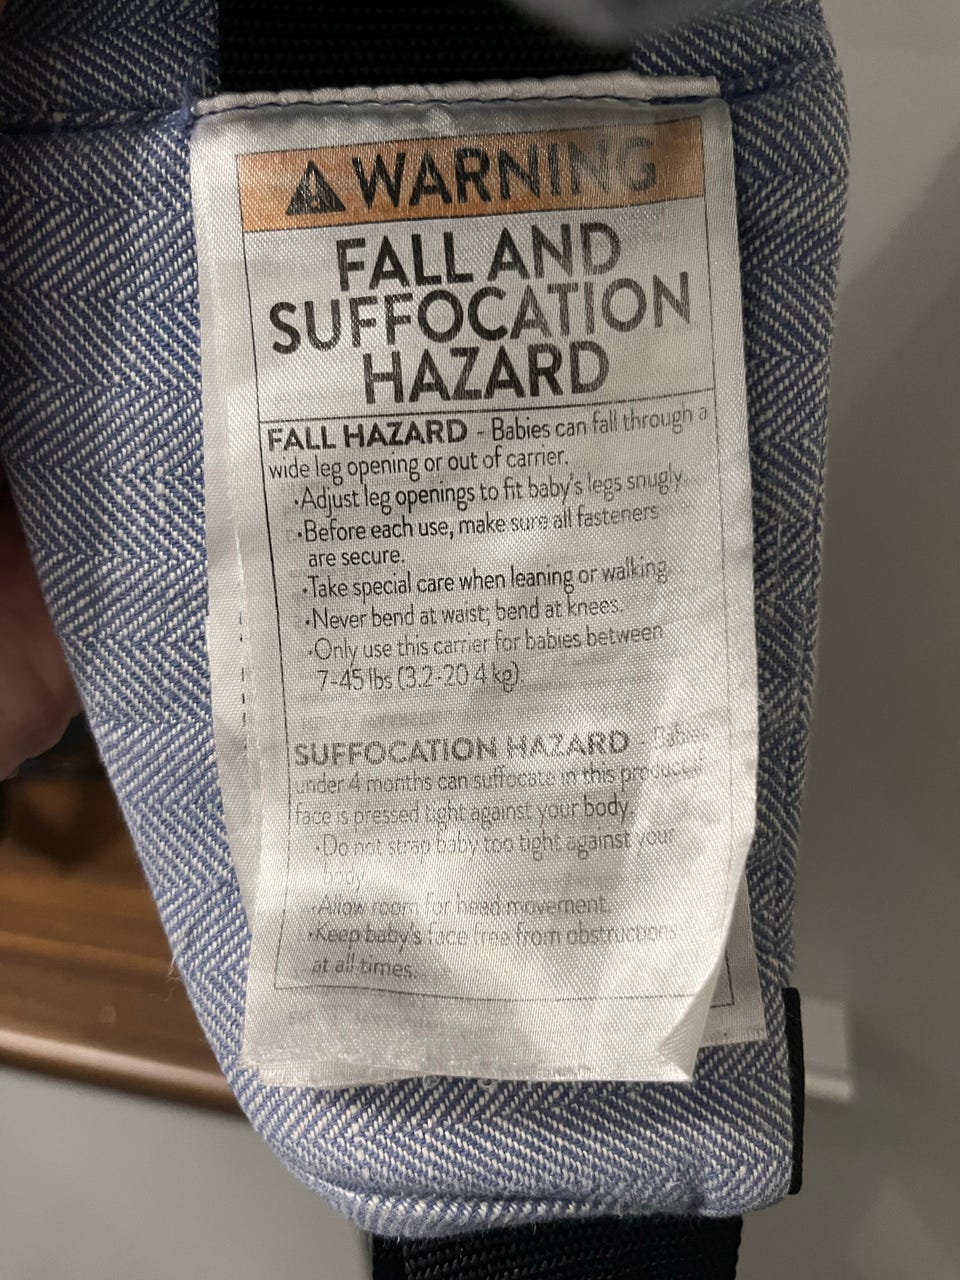 WARNING
FALL AND
SUFFOCATION
HAZARD
FALL HAZARD - Babies can fall through a
wide leg opening or out of carrier.
•Adjust leg openings to fit baby's legs snugly.
•Before each use, make sure all fasteners
are secure.
•Take special care when leaning or walking.
•Never bend at waist; bend at knees.
•Only use this carrier for babies between
7-45 lbs (3.2-20.4 kg).
SUFFOCATION HAZARD - Babies
under 4 months can suffocate in this product if
face is pressed tight against your body.
•Do not strap baby too tight against your
body.
•Allow room for head movement.
•Keep baby's face free from obstructions
at all times.